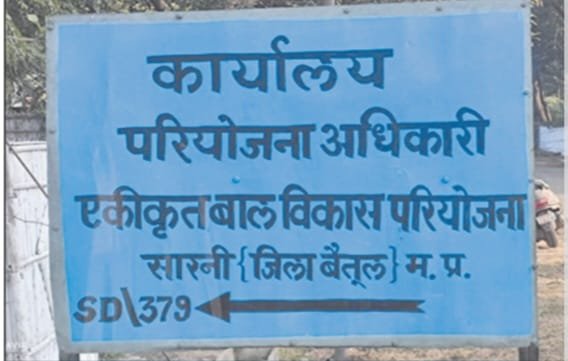 कार्यालय
परियोजना अधिकारी
एकीकृत बाल विकास परियोजना
सारनी {जिला बैतूल} म. प्र.
SD\379